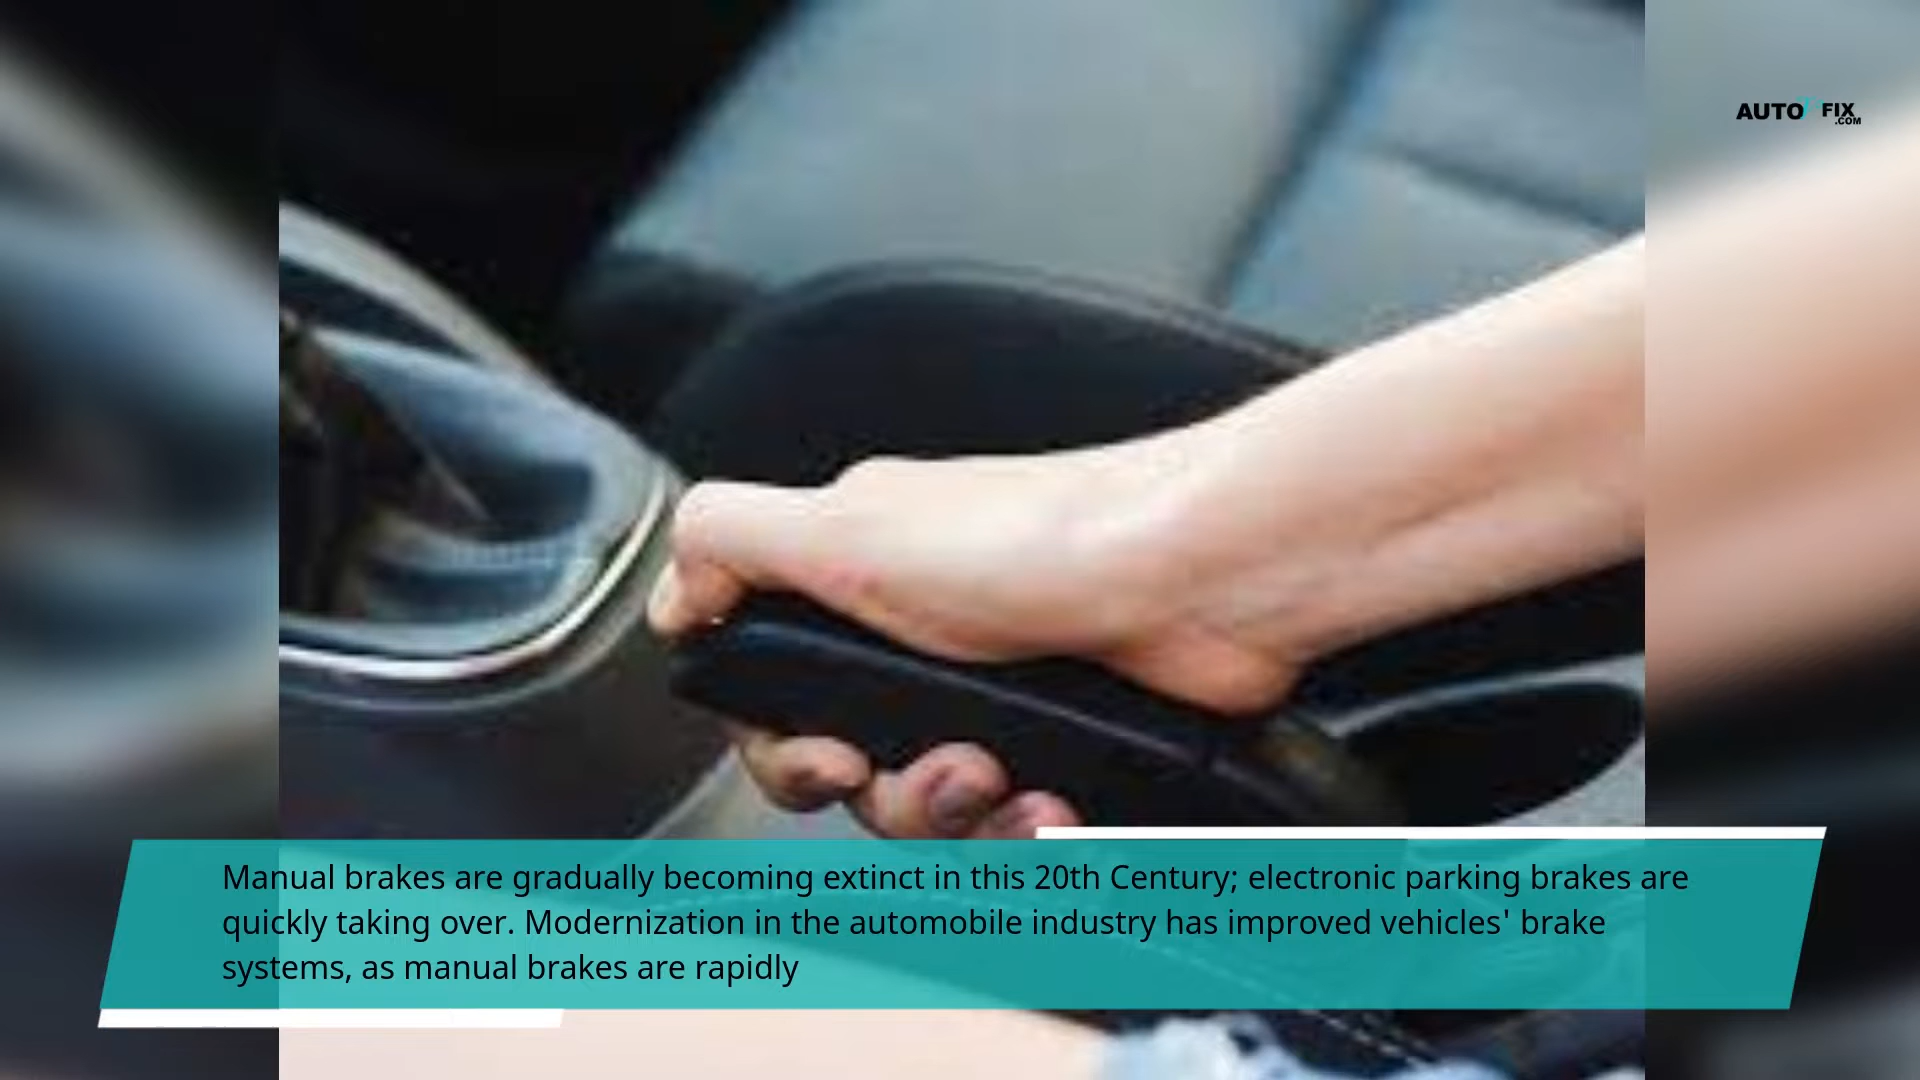 AUTO FIX
.COM
Manual brakes are gradually becoming extinct in this 20th Century; electronic parking brakes are
quickly taking over. Modernization in the automobile industry has improved vehicles' brake
systems, as manual brakes are rapidly